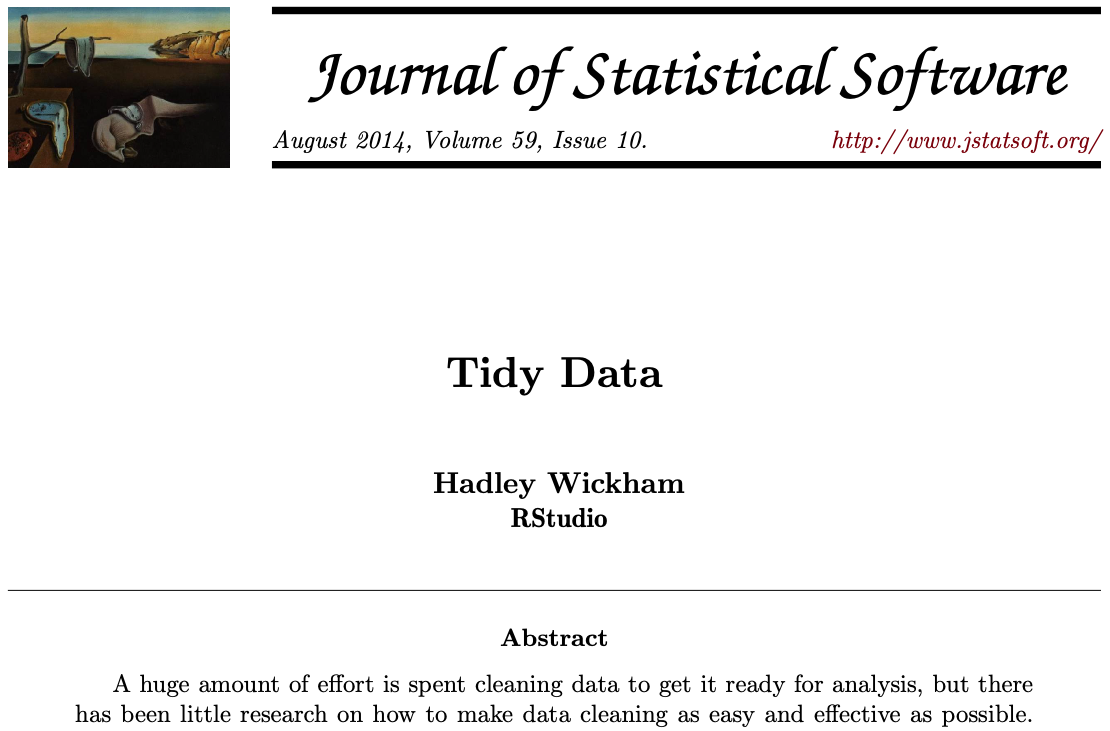 Journal of Statistical Software
August 2014, Volume 59, Issue 10.
http://www.jstatsoft.org/
Tidy Data
Hadley Wickham
RStudio
Abstract
A huge amount of effort is spent cleaning data to get it ready for analysis, but there
has been little research on how to make data cleaning as easy and effective as possible.